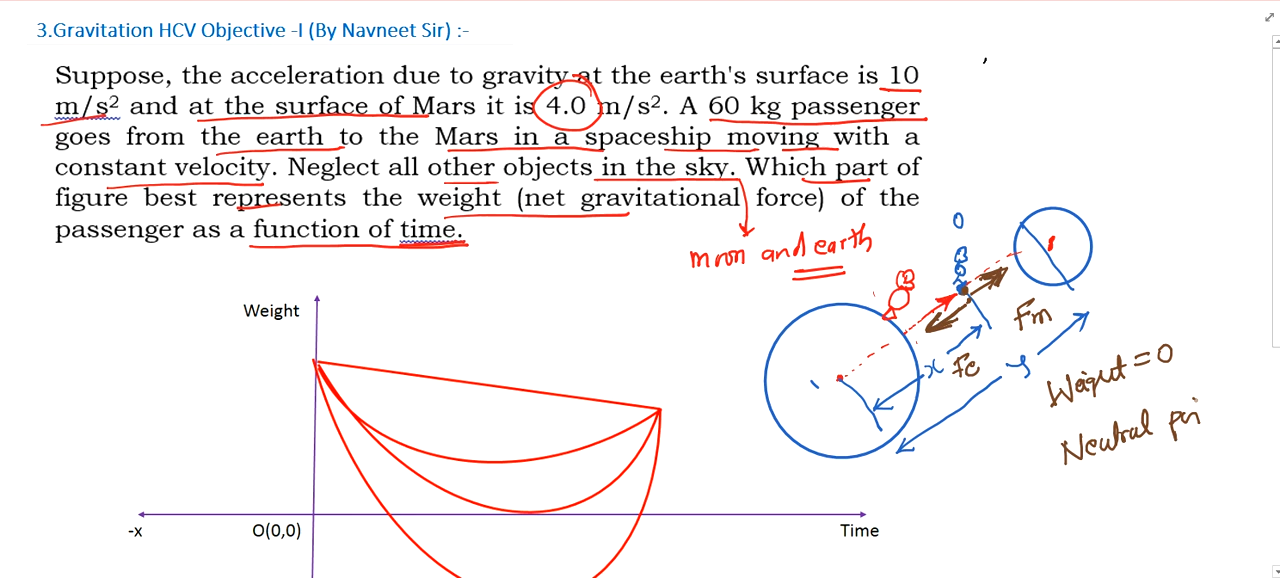 3.Gravitation HCV Objective -I (By Navneet Sir) :-
Suppose, the acceleration due to gravity at the earth's surface is 10
m/s² and at the surface of Mars it is 4.0 m/s². A 60 kg passenger
goes from the earth to the Mars in a spaceship moving with a
constant velocity. Neglect all other objects in the sky. Which part of
figure best represents the weight (net gravitational force) of the
passenger as a function of time.
moon and earth
Weight
Fm
x
Fe
y
Weight = 0
Neutral poi
-x
O(0,0)
Time